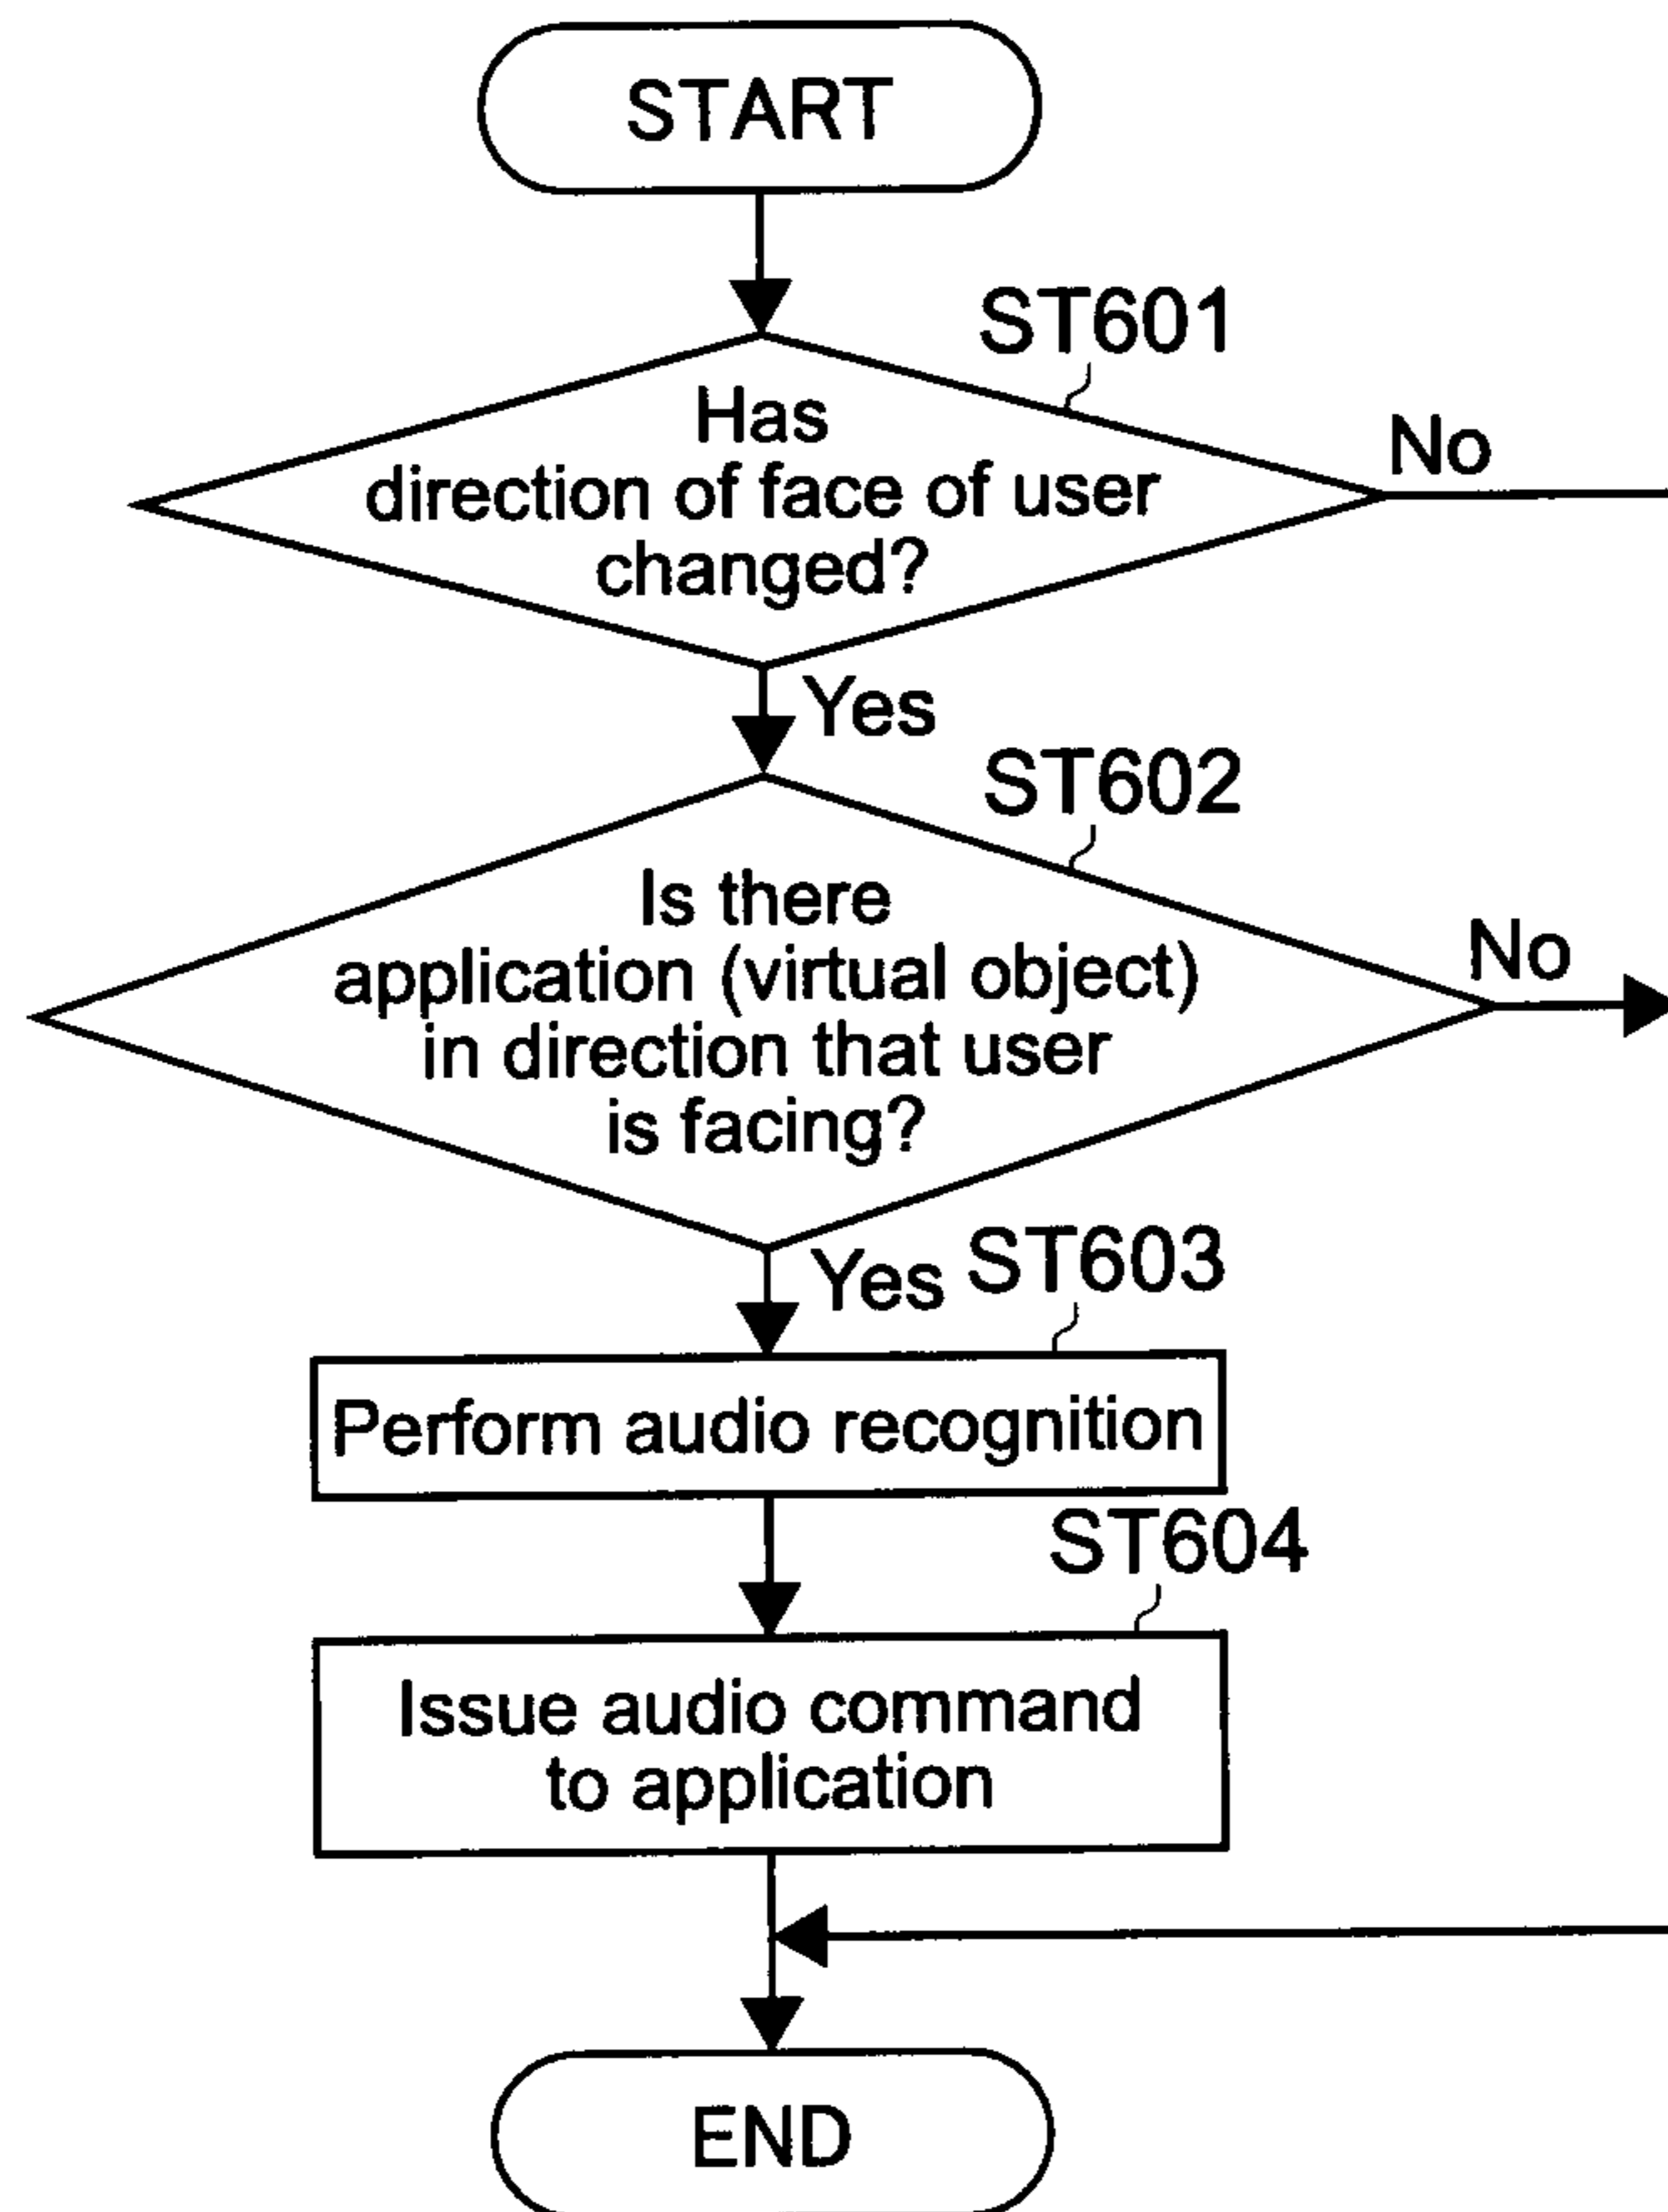 START
ST601
Has
direction of face of user
changed?
No
Yes
ST602
Is there
application (virtual object)
in direction that user
is facing?
No
Yes
ST603
Perform audio recognition
ST604
Issue audio command
to application
END